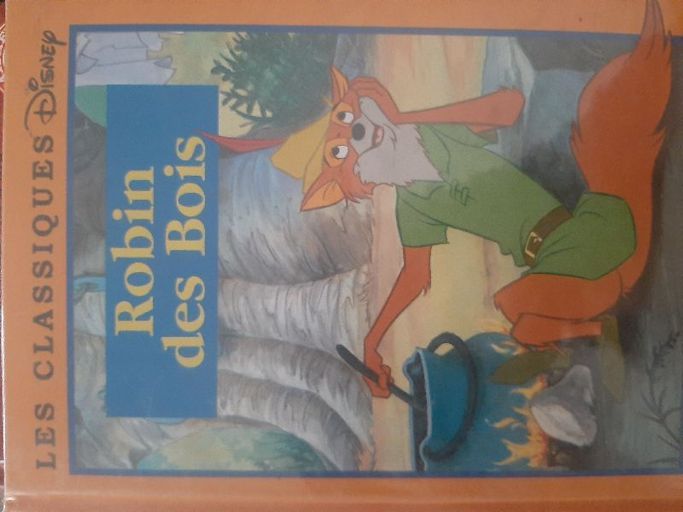 LES CLASSIQUES DISNEY
Robin
des Bois